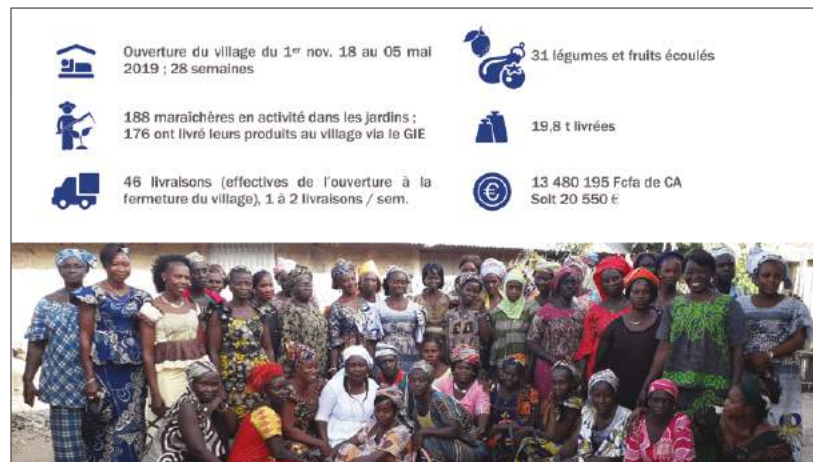 Ouverture du village du 1er nov. 18 au 05 mai
2019 ; 28 semaines
188 maraîchères en activité dans les jardins ;
176 ont livré leurs produits au village via le GIE
46 livraisons (effectives de l'ouverture à la
fermeture du village), 1 à 2 livraisons / sem.
31 légumes et fruits écoulés
19,8 t livrées
€
13 480 195 Fcfa de CA
Soit 20 550 €